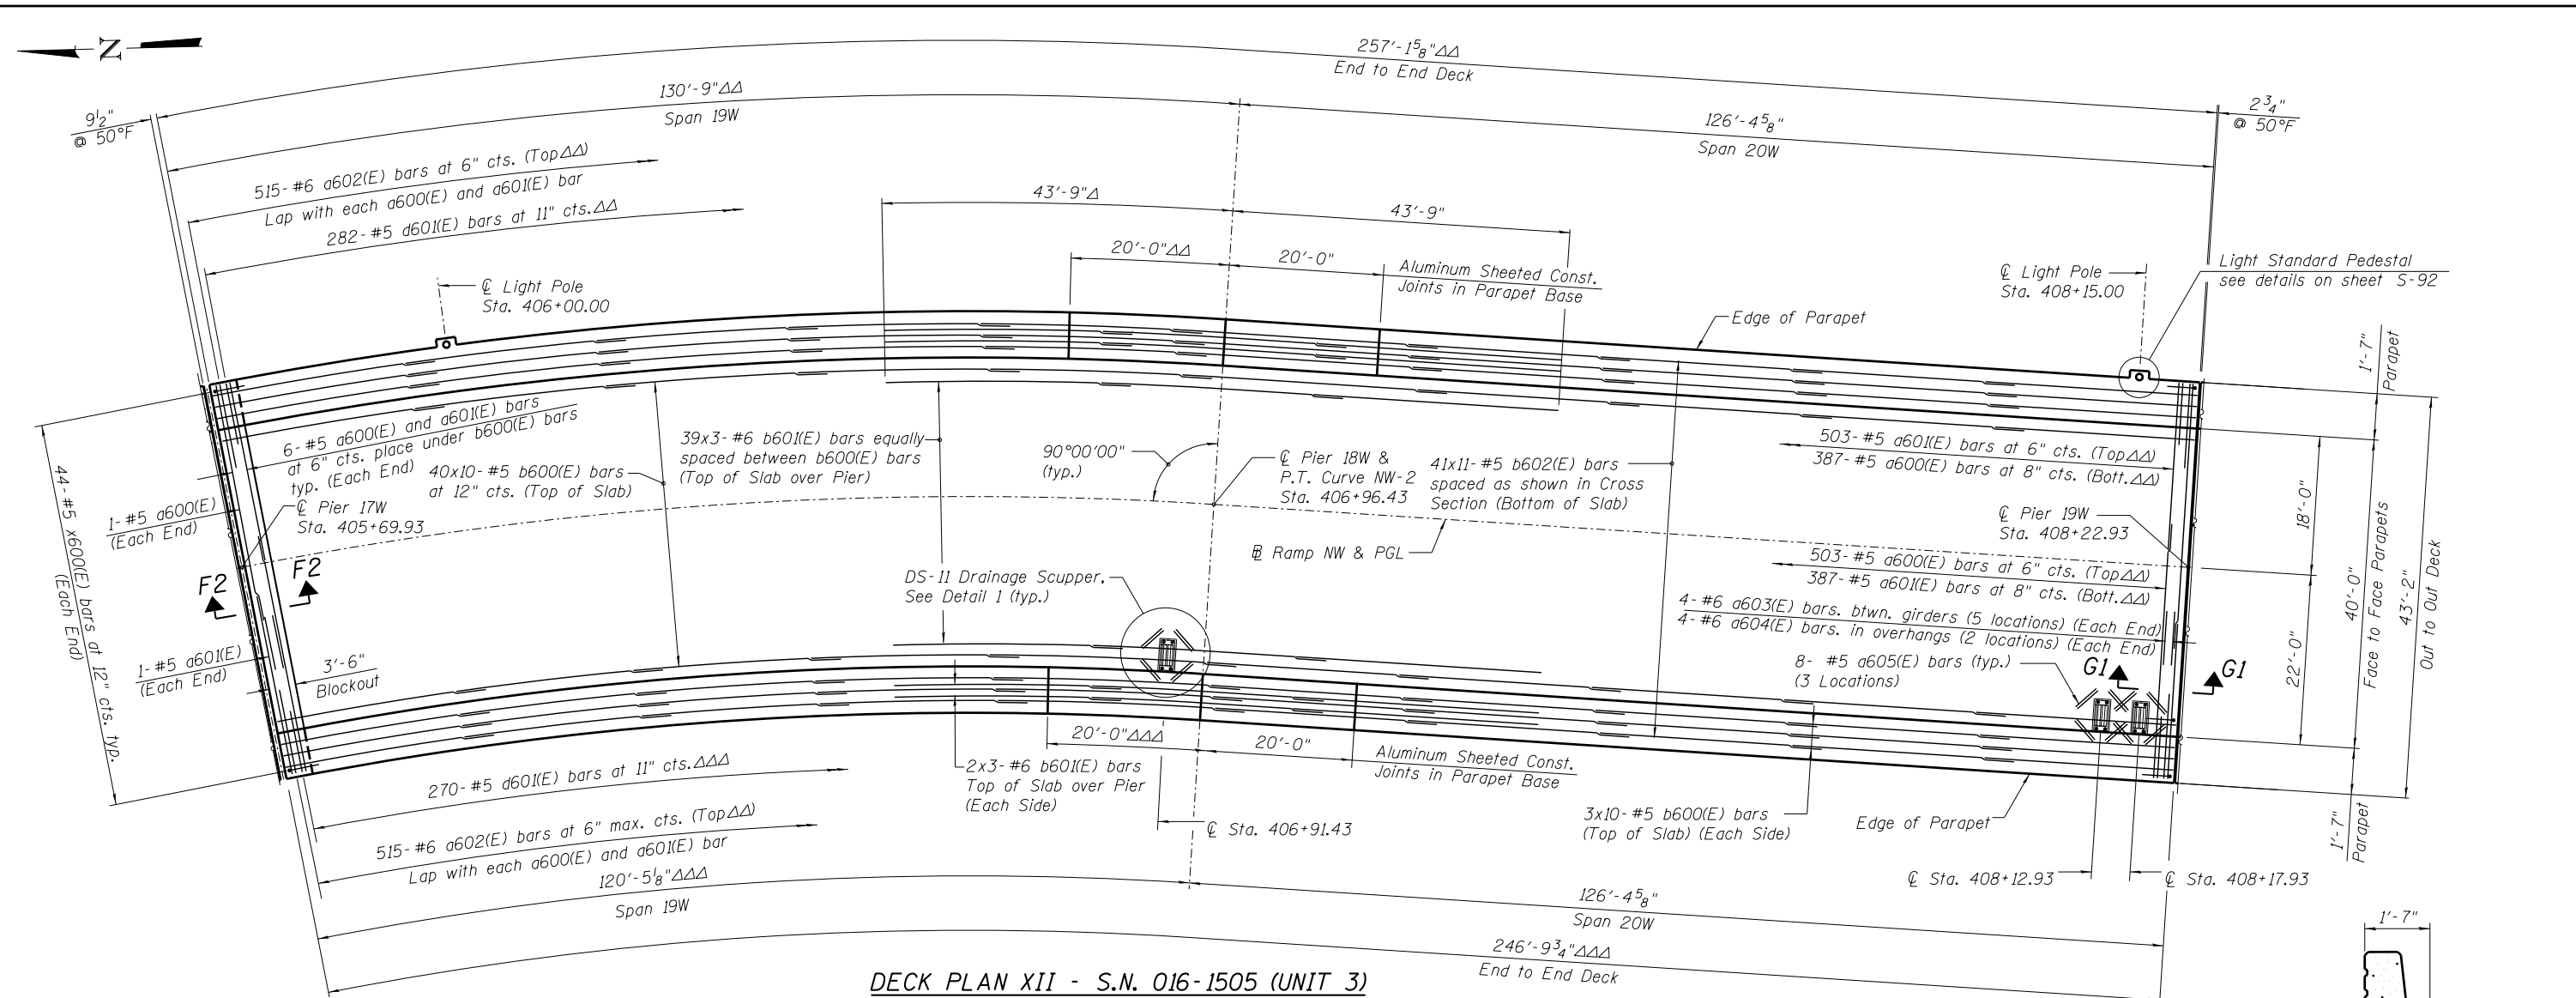 N
257'-1 5/8"ΔΔ
End to End Deck
9 1/2"
@ 50°F
130'-9"ΔΔ
Span 19W
126'-4 5/8"
Span 20W
2 3/4"
@ 50°F
515-#6 a602(E) bars at 6" cts. (TopΔΔ)
Lap with each a600(E) and a601(E) bar
282-#5 d601(E) bars at 11" cts.ΔΔ
43'-9"Δ
43'-9"
20'-0"ΔΔ
20'-0"
Aluminum Sheeted Const.
Joints in Parapet Base
℄ Light Pole
Sta. 406+00.00
℄ Light Pole
Sta. 408+15.00
Light Standard Pedestal
see details on sheet S-92
Edge of Parapet
1'-7"
Parapet
6-#5 a600(E) and a601(E) bars
at 6" cts. place under b600(E) bars
typ. (Each End)
40x10-#5 b600(E) bars
at 12" cts. (Top of Slab)
39x3-#6 b601(E) bars equally
spaced between b600(E) bars
(Top of Slab over Pier)
90°00'00"
(typ.)
℄ Pier 18W &
P.T. Curve NW-2
Sta. 406+96.43
41x11-#5 b602(E) bars
spaced as shown in Cross
Section (Bottom of Slab)
503-#5 a601(E) bars at 6" cts. (TopΔΔ)
387-#5 a600(E) bars at 8" cts. (Bott.ΔΔ)
44-#5 x600(E) bars at 12" cts. typ.
(Each End)
1-#5 a600(E)
(Each End)
℄ Pier 17W
Sta. 405+69.93
℄ Pier 19W
Sta. 408+22.93
18'-0"
22'-0"
40'-0"
Face to Face Parapets
43'-2"
Out to Out Deck
F2
F2
℄ Ramp NW & PGL
503-#5 a600(E) bars at 6" cts. (TopΔΔ)
387-#5 a601(E) bars at 8" cts. (Bott.ΔΔ)
DS-11 Drainage Scupper,
See Detail 1 (typ.)
4-#6 a603(E) bars. btwn. girders (5 locations) (Each End)
4-#6 a604(E) bars. in overhangs (2 locations) (Each End)
1-#5 a601(E)
(Each End)
3'-6"
Blockout
8- #5 a605(E) bars (typ.)
(3 Locations)
G1
G1
20'-0"ΔΔΔ
20'-0"
Aluminum Sheeted Const.
Joints in Parapet Base
270-#5 d601(E) bars at 11" cts.ΔΔΔ
2x3-#6 b601(E) bars
Top of Slab over Pier
(Each Side)
3x10-#5 b600(E) bars
(Top of Slab) (Each Side)
Edge of Parapet
1'-7"
Parapet
515-#6 a602(E) bars at 6" max. cts. (TopΔΔ)
Lap with each a600(E) and a601(E) bar
℄ Sta. 406+91.43
℄ Sta. 408+12.93
℄ Sta. 408+17.93
120'-5 1/8"ΔΔΔ
Span 19W
126'-4 5/8"
Span 20W
246'-9 3/4"ΔΔΔ
End to End Deck
1'-7"
DECK PLAN XII - S.N. 016-1505 (UNIT 3)